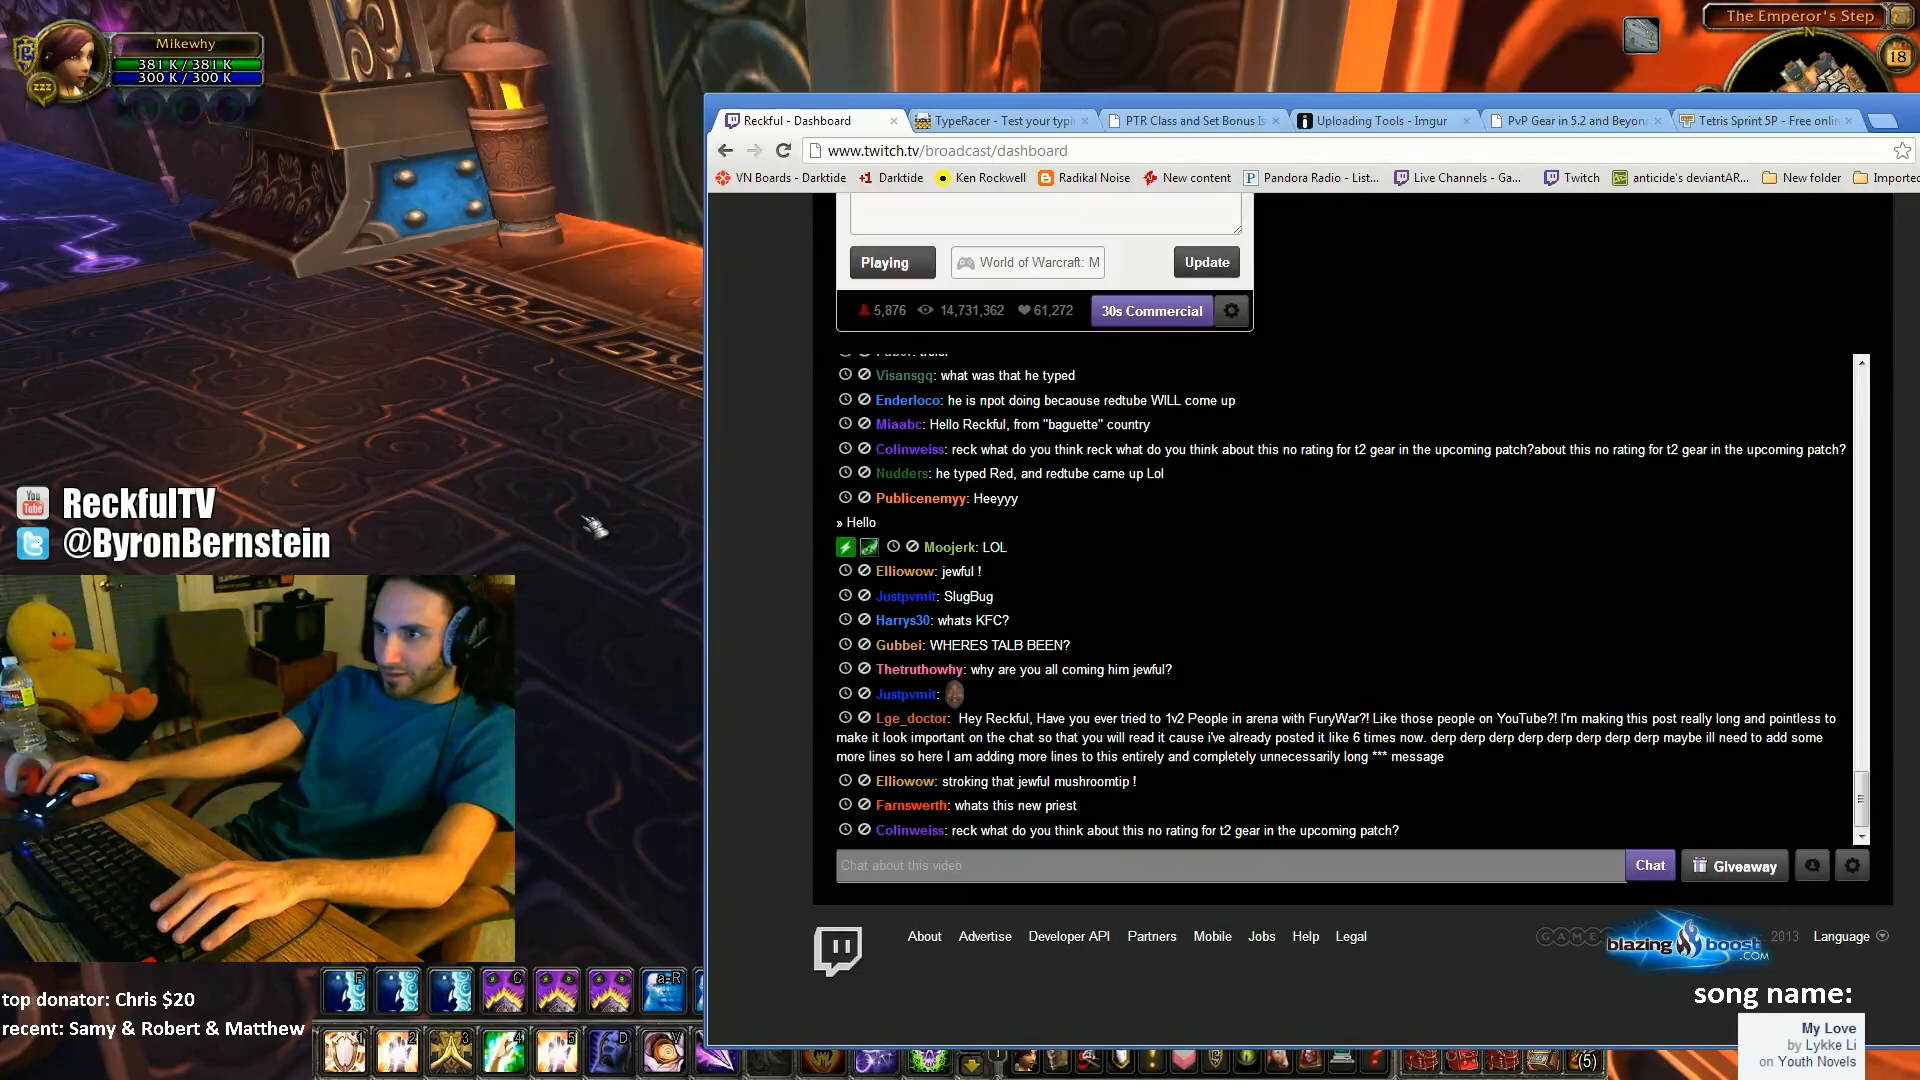 The Emperor's Step
Mikewhy
381 K / 381 K
300 K / 300 K
zzz
N
18
Reckful - Dashboard
TypeRacer - Test your typi
PTR Class and Set Bonus Is
Uploading Tools - Imgur
PvP Gear in 5.2 and Beyon
Tetris Sprint 5P - Free onlin
www.twitch.tv/broadcast/dashboard
VN Boards - Darktide
+1 Darktide
Ken Rockwell
Radikal Noise
New content
Pandora Radio - List...
Live Channels - Ga...
Twitch
anticide's deviantAR...
New folder
Imported
Playing
World of Warcraft: M
Update
5,876
14,731,362
61,272
30s Commercial
Visansgq: what was that he typed
Enderloco: he is npot doing becaouse redtube WILL come up
Miaabc: Hello Reckful, from "baguette" country
Colinweiss: reck what do you think reck what do you think about this no rating for t2 gear in the upcoming patch?about this no rating for t2 gear in the upcoming patch?
Nudders: he typed Red, and redtube came up Lol
Publicenemyy: Heeyyy
» Hello
Moojerk: LOL
Elliowow: jewful !
Justpvmit: SlugBug
Harrys30: whats KFC?
Gubbei: WHERES TALB BEEN?
Thetruthowhy: why are you all coming him jewful?
Justpvmit:
Lge_doctor: Hey Reckful, Have you ever tried to 1v2 People in arena with FuryWar?! Like those people on YouTube?! I'm making this post really long and pointless to
make it look important on the chat so that you will read it cause i've already posted it like 6 times now. derp derp derp derp derp derp derp derp maybe ill need to add some
more lines so here I am adding more lines to this entirely and completely unnecessarily long *** message
Elliowow: stroking that jewful mushroomtip !
Farnswerth: whats this new priest
Colinweiss: reck what do you think about this no rating for t2 gear in the upcoming patch?
Chat about this video
Chat
Giveaway
You Tube
ReckfulTV
@ByronBernstein
About
Advertise
Developer API
Partners
Mobile
Jobs
Help
Legal
blazing boost
.COM
2013
Language
top donator: Chris $20
recent: Samy & Robert & Matthew
F
C
a-R
1
2
3
4
5
D
V
(5)
song name:
My Love
by Lykke Li
on Youth Novels